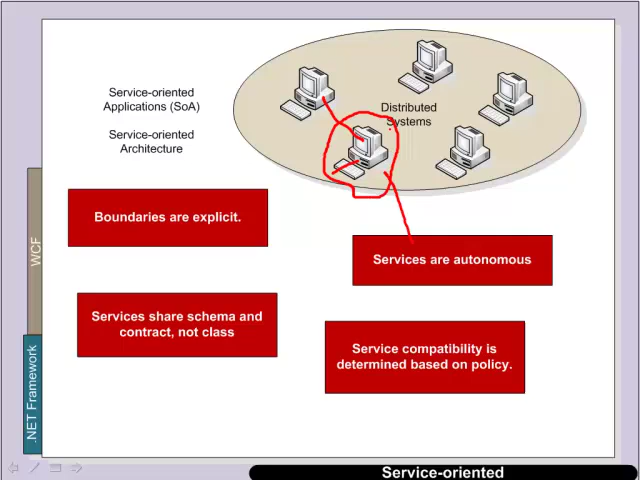 Service-oriented
Applications (SoA)
Service-oriented
Architecture
Distributed
Systems
WCF
.NET Framework
Boundaries are explicit.
Services are autonomous
Services share schema and
contract, not class
Service compatibility is
determined based on policy.
Service-oriented